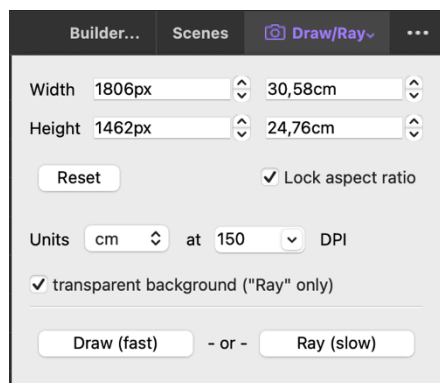 Builder... Scenes Draw/Ray ...
Width 1806px 30,58cm
Height 1462px 24,76cm
Reset Lock aspect ratio
Units cm at 150 DPI
transparent background ("Ray" only)
Draw (fast) - or - Ray (slow)